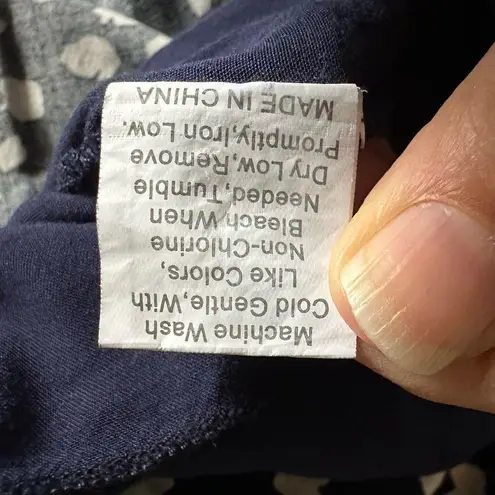 Machine Wash
Cold Gentle,With
Like Colors,
Non-Chlorine
Bleach When
Needed,Tumble
Dry Low,Remove
Promptly,Iron Low.
MADE IN CHINA